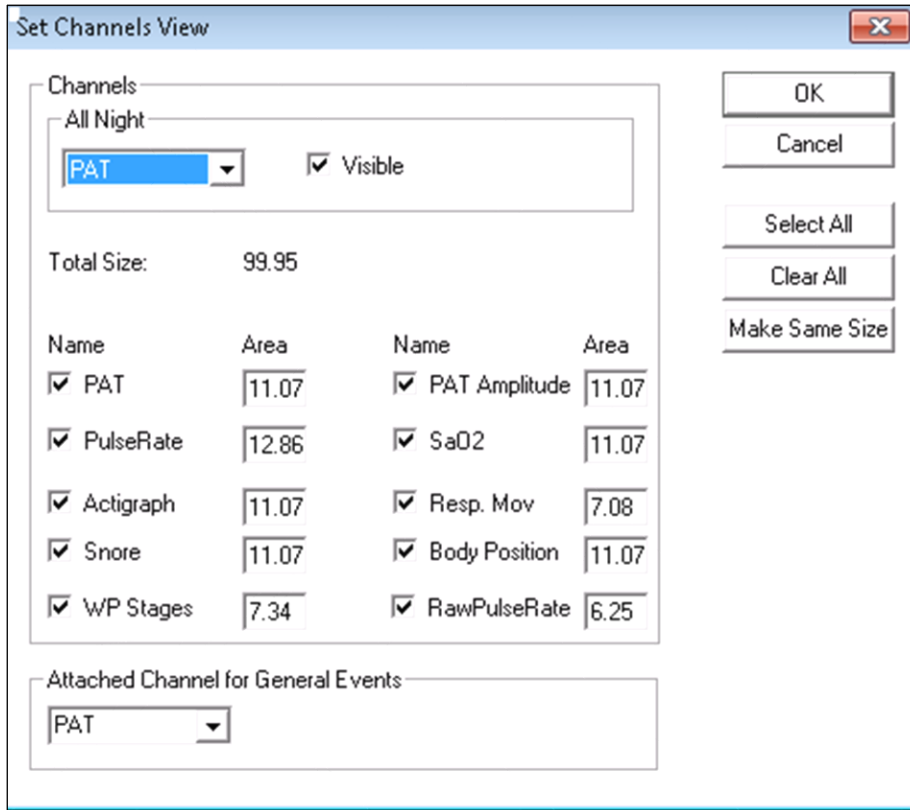 Set Channels View
Channels
All Night
PAT
Visible
Total Size: 99.95
Name Area Name Area
PAT 11.07 PAT Amplitude 11.07
PulseRate 12.86 SaO2 11.07
Actigraph 11.07 Resp. Mov 7.08
Snore 11.07 Body Position 11.07
WP Stages 7.34 RawPulseRate 6.25
Attached Channel for General Events
PAT
OK
Cancel
Select All
Clear All
Make Same Size